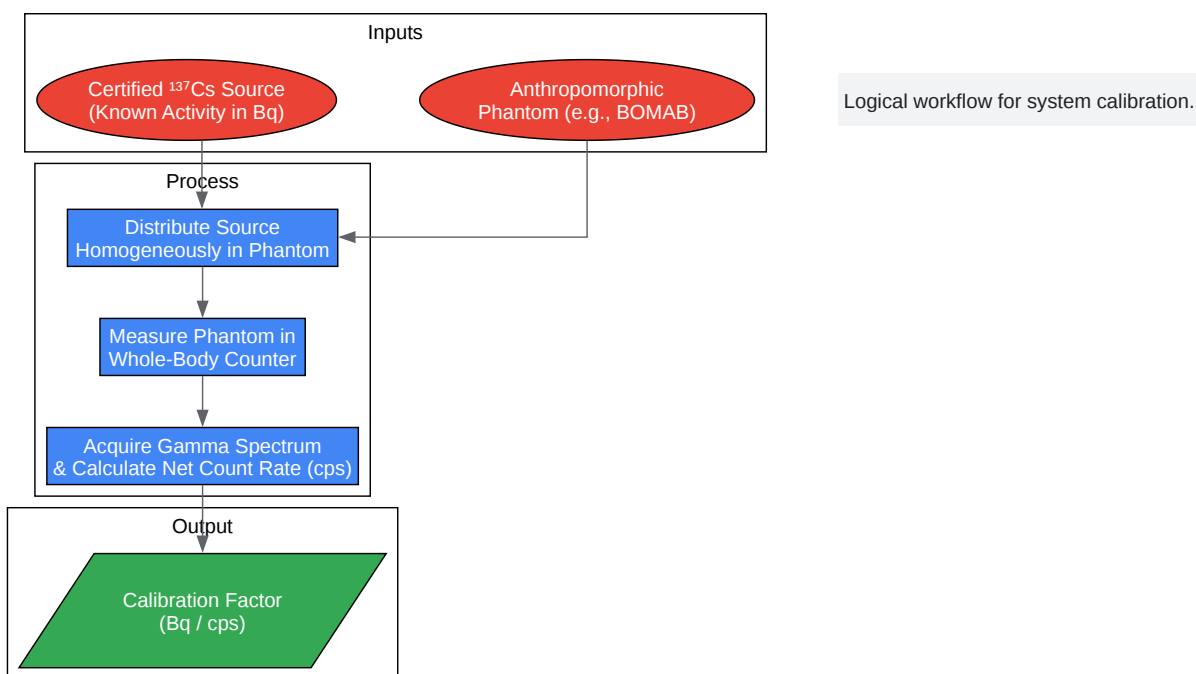 Inputs
Certified ¹³⁷Cs Source
(Known Activity in Bq)
Anthropomorphic
Phantom (e.g., BOMAB)
Logical workflow for system calibration.
Process
Distribute Source
Homogeneously in Phantom
Measure Phantom in
Whole-Body Counter
Acquire Gamma Spectrum
& Calculate Net Count Rate (cps)
Output
Calibration Factor
(Bq / cps)